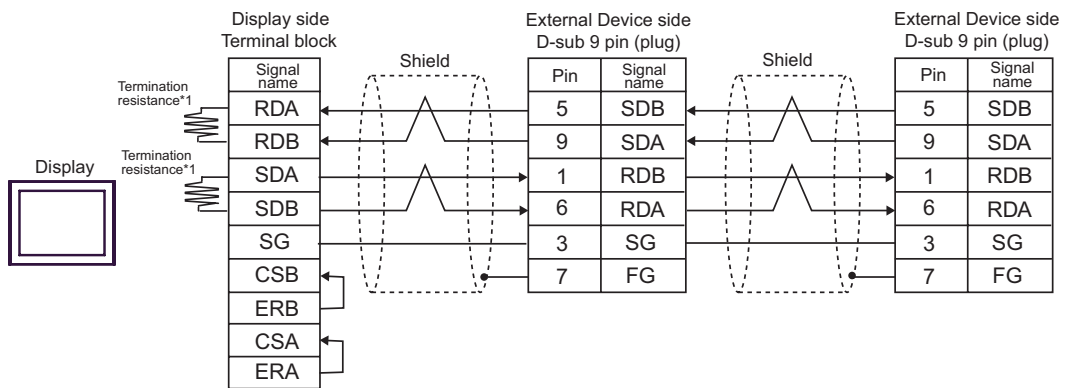 Display side
Terminal block
External Device side
D-sub 9 pin (plug)
External Device side
D-sub 9 pin (plug)
Shield
Shield
Signal
name
Pin
Signal
name
Pin
Signal
name
Termination
resistance*1
RDA
5
SDB
5
SDB
RDB
9
SDA
9
SDA
Display
Termination
resistance*1
SDA
1
RDB
1
RDB
SDB
6
RDA
6
RDA
SG
3
SG
3
SG
CSB
7
FG
7
FG
ERB
CSA
ERA